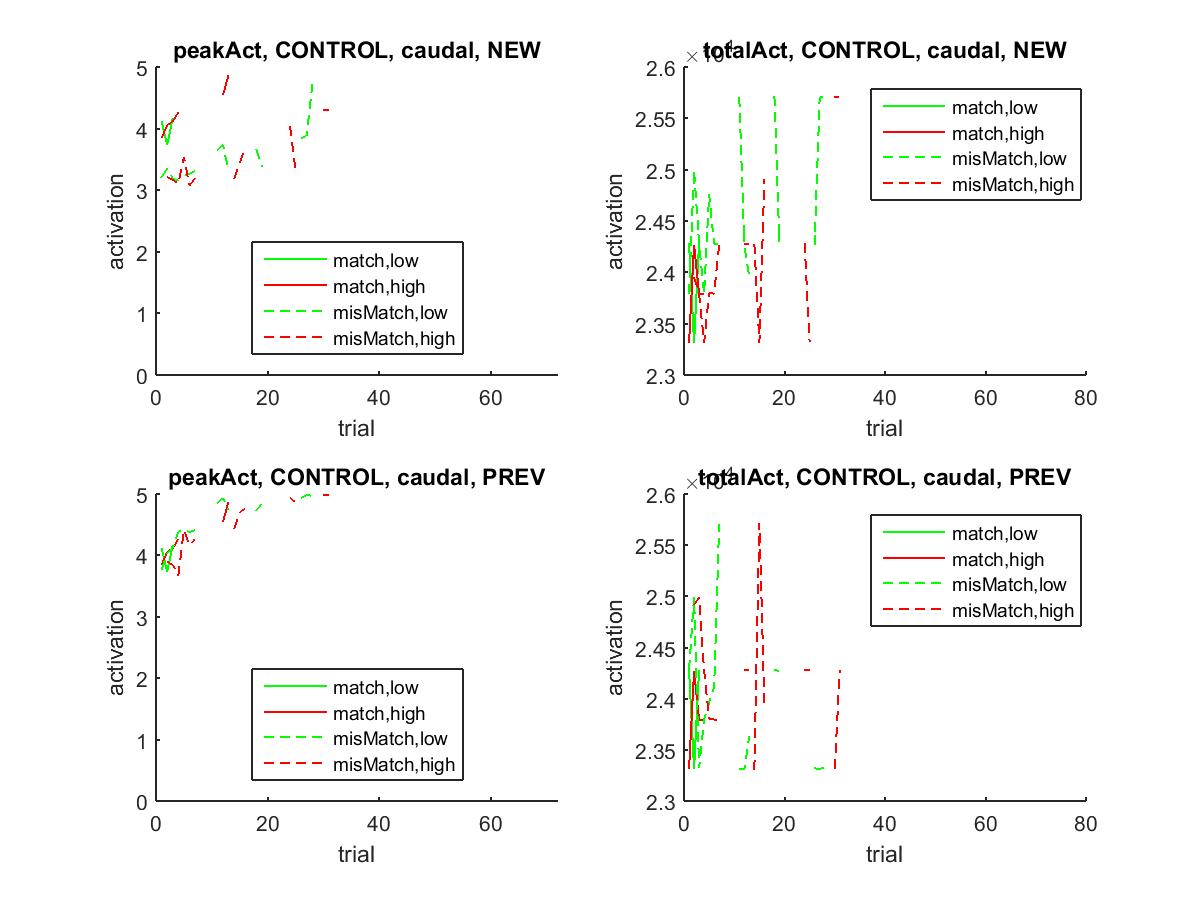 peakAct, CONTROL, caudal, NEW
5
4
3
2
1
0
activation
0 20 40 60
trial
match,low
match,high
misMatch,low
misMatch,high
totalAct, CONTROL, caudal, NEW
2.6
2.55
2.5
2.45
2.4
2.35
2.3
activation
0 20 40 60 80
trial
match,low
match,high
misMatch,low
misMatch,high
peakAct, CONTROL, caudal, PREV
5
4
3
2
1
0
activation
0 20 40 60
trial
match,low
match,high
misMatch,low
misMatch,high
× 10⁴
totalAct, CONTROL, caudal, PREV
2.6
2.55
2.5
2.45
2.4
2.35
2.3
activation
0 20 40 60 80
trial
match,low
match,high
misMatch,low
misMatch,high